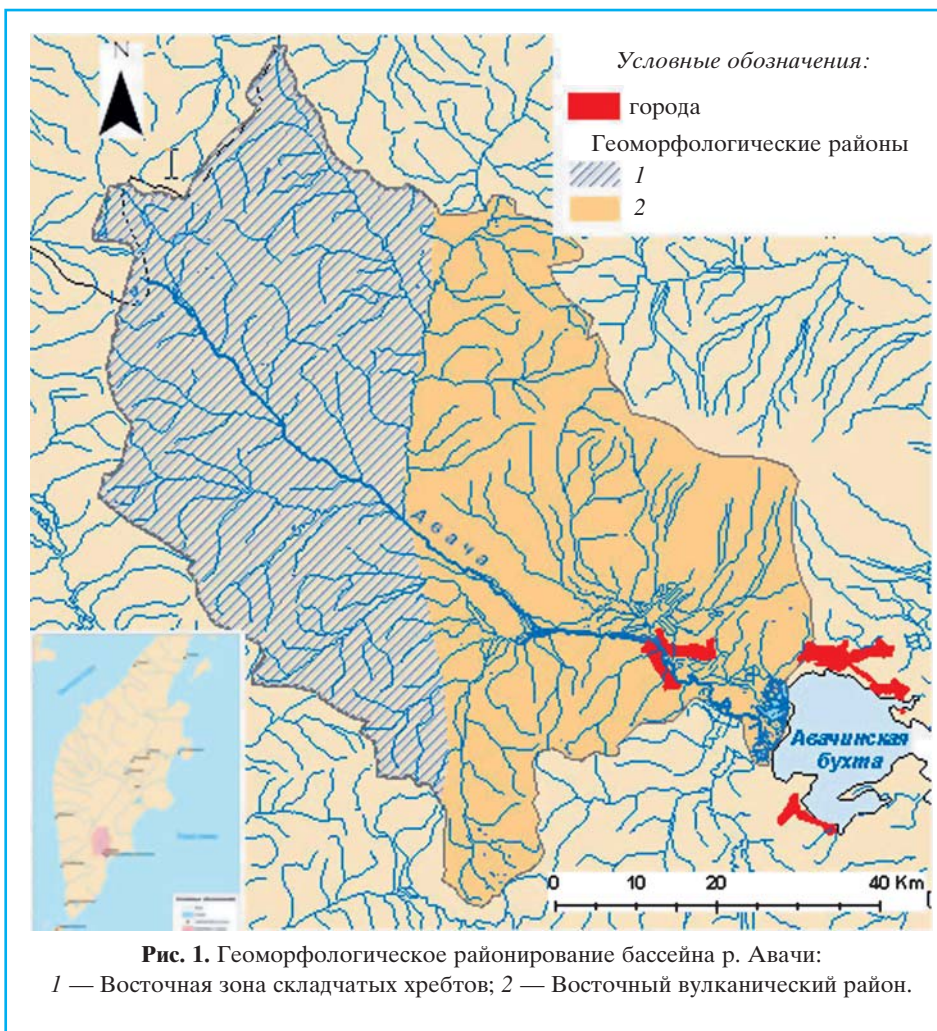 N
Условные обозначения:
города
Геоморфологические районы
1
2
Авача
Авачинская
бухта
0 10 20 40 Km
Рис. 1. Геоморфологическое районирование бассейна р. Авачи:
1 — Восточная зона складчатых хребтов; 2 — Восточный вулканический район.